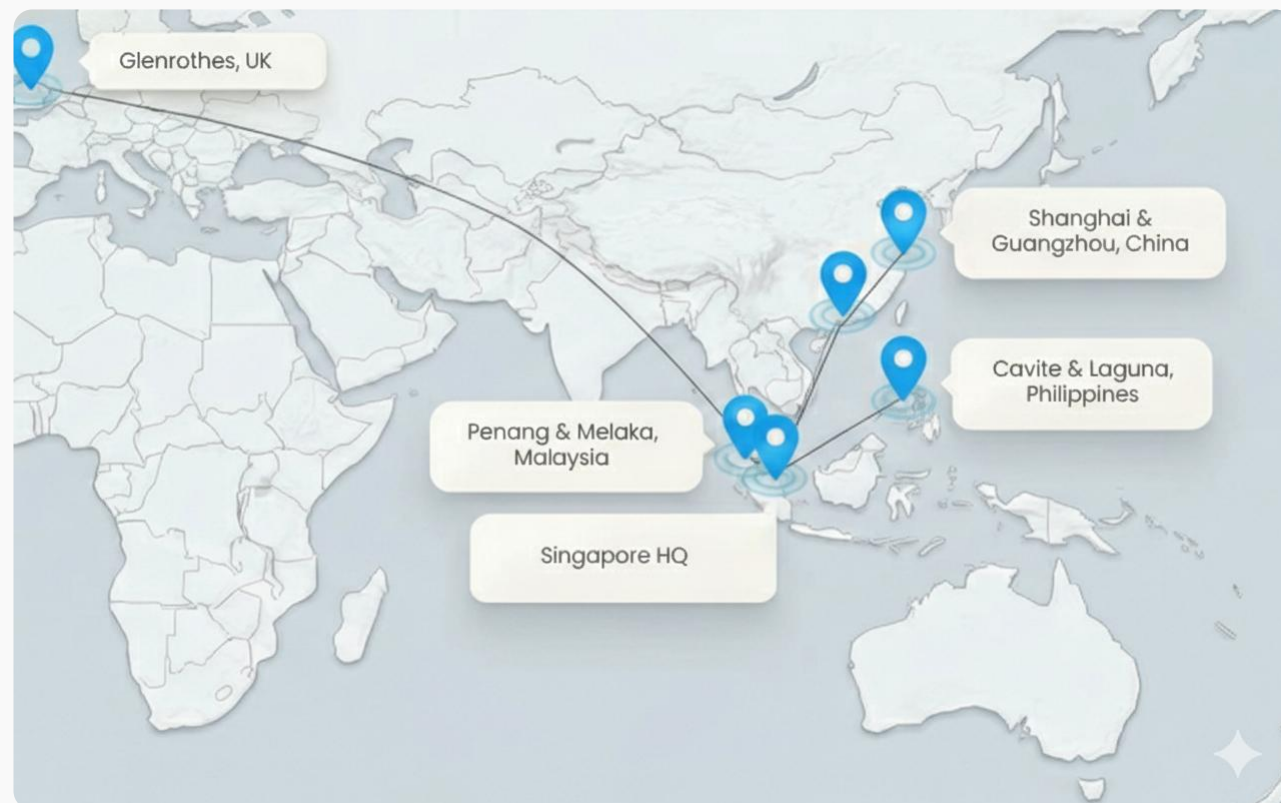 Glenrothes, UK
Shanghai &
Guangzhou, China
Cavite & Laguna,
Philippines
Penang & Melaka,
Malaysia
Singapore HQ